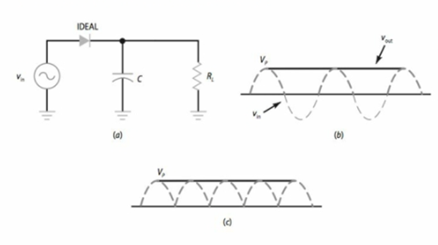 IDEAL
v_in
C
R_L
(a)
V_P
v_out
v_in
(b)
V_P
(c)